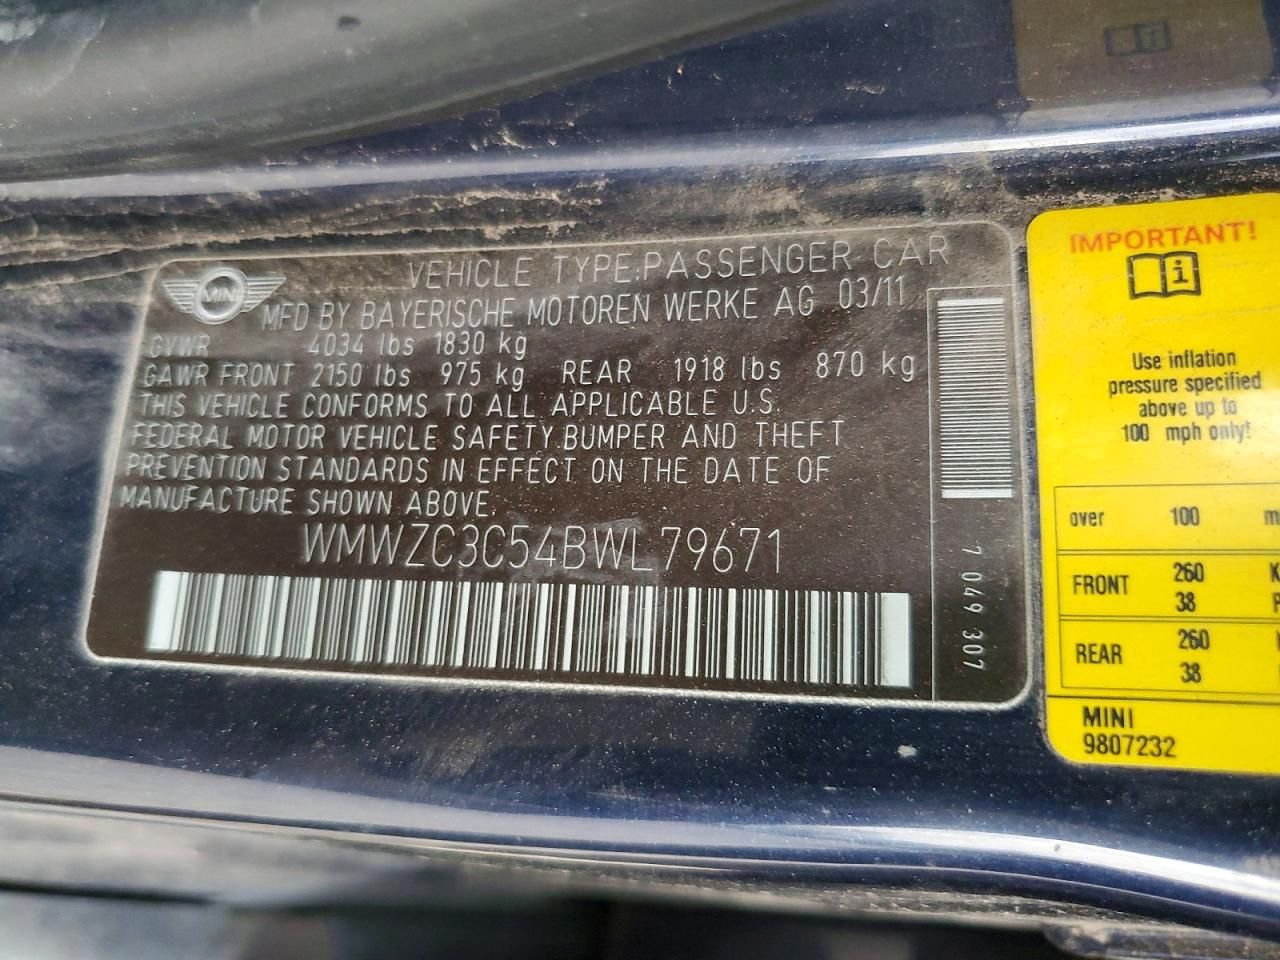 MINI
VEHICLE TYPE:PASSENGER CAR
MFD BY BAYERISCHE MOTOREN WERKE AG 03/11
GVWR 4034 lbs 1830 kg
GAWR FRONT 2150 lbs 975 kg REAR 1918 lbs 870 kg
THIS VEHICLE CONFORMS TO ALL APPLICABLE U.S.
FEDERAL MOTOR VEHICLE SAFETY,BUMPER AND THEFT
PREVENTION STANDARDS IN EFFECT ON THE DATE OF
MANUFACTURE SHOWN ABOVE.
WMWZC3C54BWL79671
7 049 307
IMPORTANT!
Use inflation
pressure specified
above up to
100 mph only!
over 100
FRONT 260
38
REAR 260
38
MINI
9807232